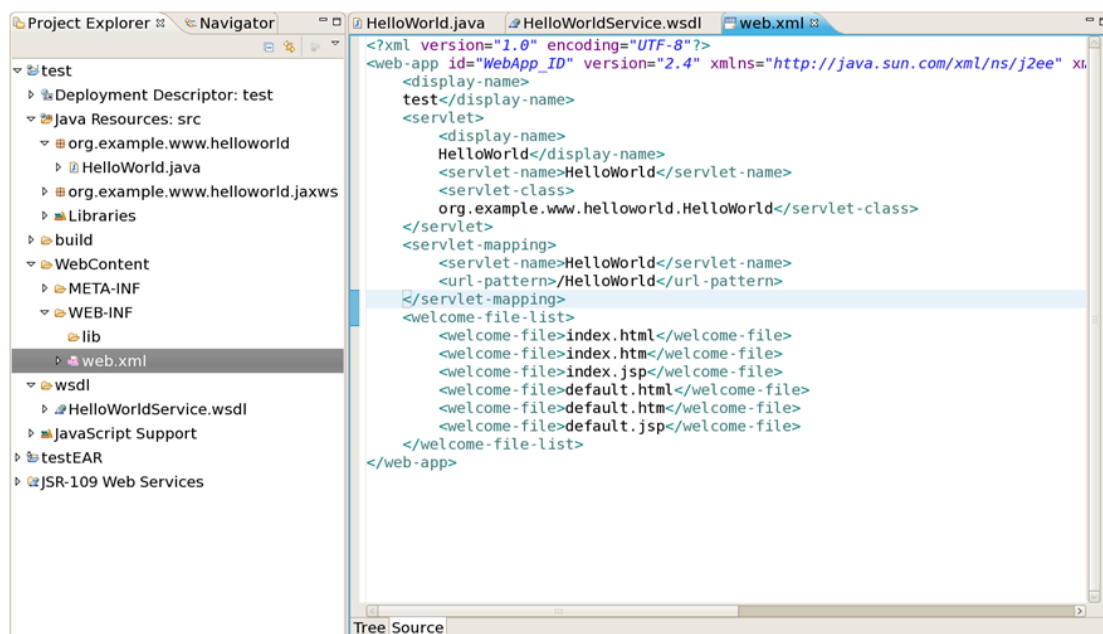 Project Explorer
Navigator
test
Deployment Descriptor: test
Java Resources: src
org.example.www.helloworld
HelloWorld.java
org.example.www.helloworld.jaxws
Libraries
build
WebContent
META-INF
WEB-INF
lib
web.xml
wsdl
HelloWorldService.wsdl
JavaScript Support
testEAR
JSR-109 Web Services
HelloWorld.java
HelloWorldService.wsdl
web.xml
<?xml version="1.0" encoding="UTF-8"?>
<web-app id="WebApp_ID" version="2.4" xmlns="http://java.sun.com/xml/ns/j2ee"
<display-name>
test</display-name>
<servlet>
<display-name>
HelloWorld</display-name>
<servlet-name>HelloWorld</servlet-name>
<servlet-class>
org.example.www.helloworld.HelloWorld</servlet-class>
</servlet>
<servlet-mapping>
<servlet-name>HelloWorld</servlet-name>
<url-pattern>/HelloWorld</url-pattern>
</servlet-mapping>
<welcome-file-list>
<welcome-file>index.html</welcome-file>
<welcome-file>index.htm</welcome-file>
<welcome-file>index.jsp</welcome-file>
<welcome-file>default.html</welcome-file>
<welcome-file>default.htm</welcome-file>
<welcome-file>default.jsp</welcome-file>
</welcome-file-list>
</web-app>
Tree Source